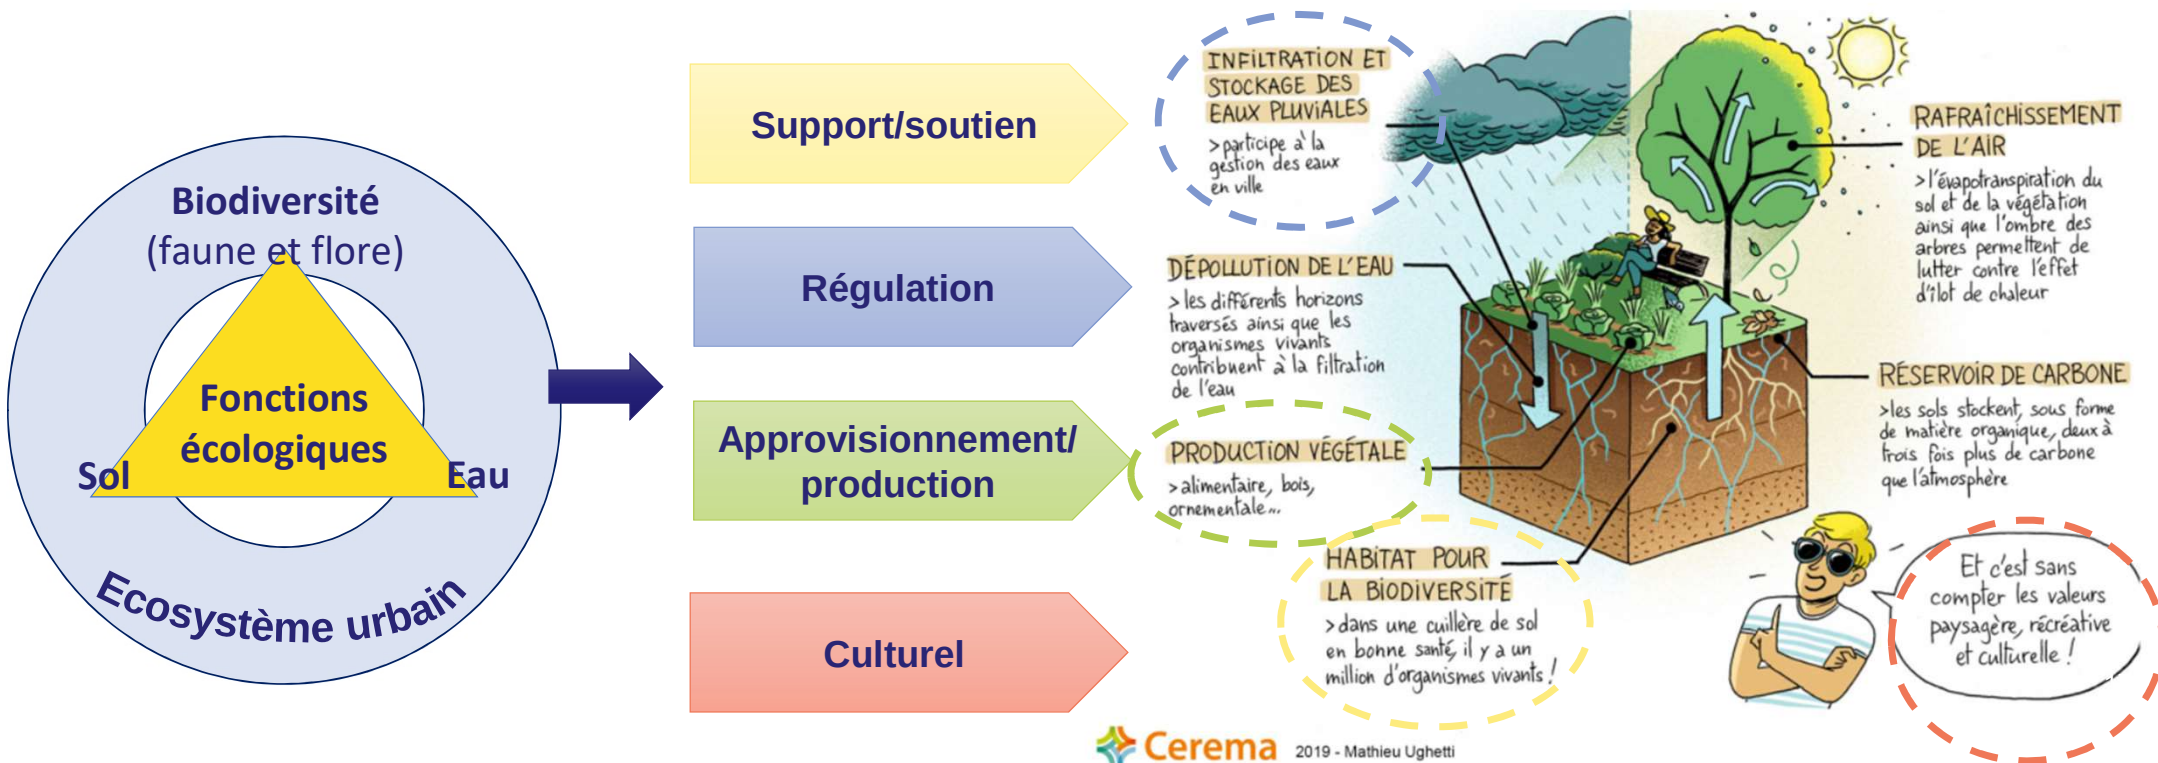 Biodiversité
(faune et flore)
Fonctions
écologiques
Sol
Eau
Ecosystème urbain
Support/soutien
Régulation
Approvisionnement/
production
Culturel
INFILTRATION ET
STOCKAGE DES
EAUX PLUVIALES
>participe à la
gestion des eaux
en ville
DÉPOLLUTION DE L'EAU
>les différents horizons
traversés ainsi que les
organismes vivants
contribuent à la filtration
de l'eau
PRODUCTION VÉGÉTALE
>alimentaire, bois,
ornementale...
HABITAT POUR
LA BIODIVERSITÉ
>dans une cuillère de sol
en bonne santé, il y a un
million d'organismes vivants !
RAFRAÎCHISSEMENT
DE L'AIR
>l'évapotranspiration du
sol et de la végétation
ainsi que l'ombre des
arbres permettent de
lutter contre l'effet
d'îlot de chaleur
RÉSERVOIR DE CARBONE
>les sols stockent, sous forme
de matière organique, deux à
trois fois plus de carbone
que l'atmosphère
Et c'est sans
compter les valeurs
paysagère, récréative
et culturelle !
Cerema 2019 - Mathieu Ughetti